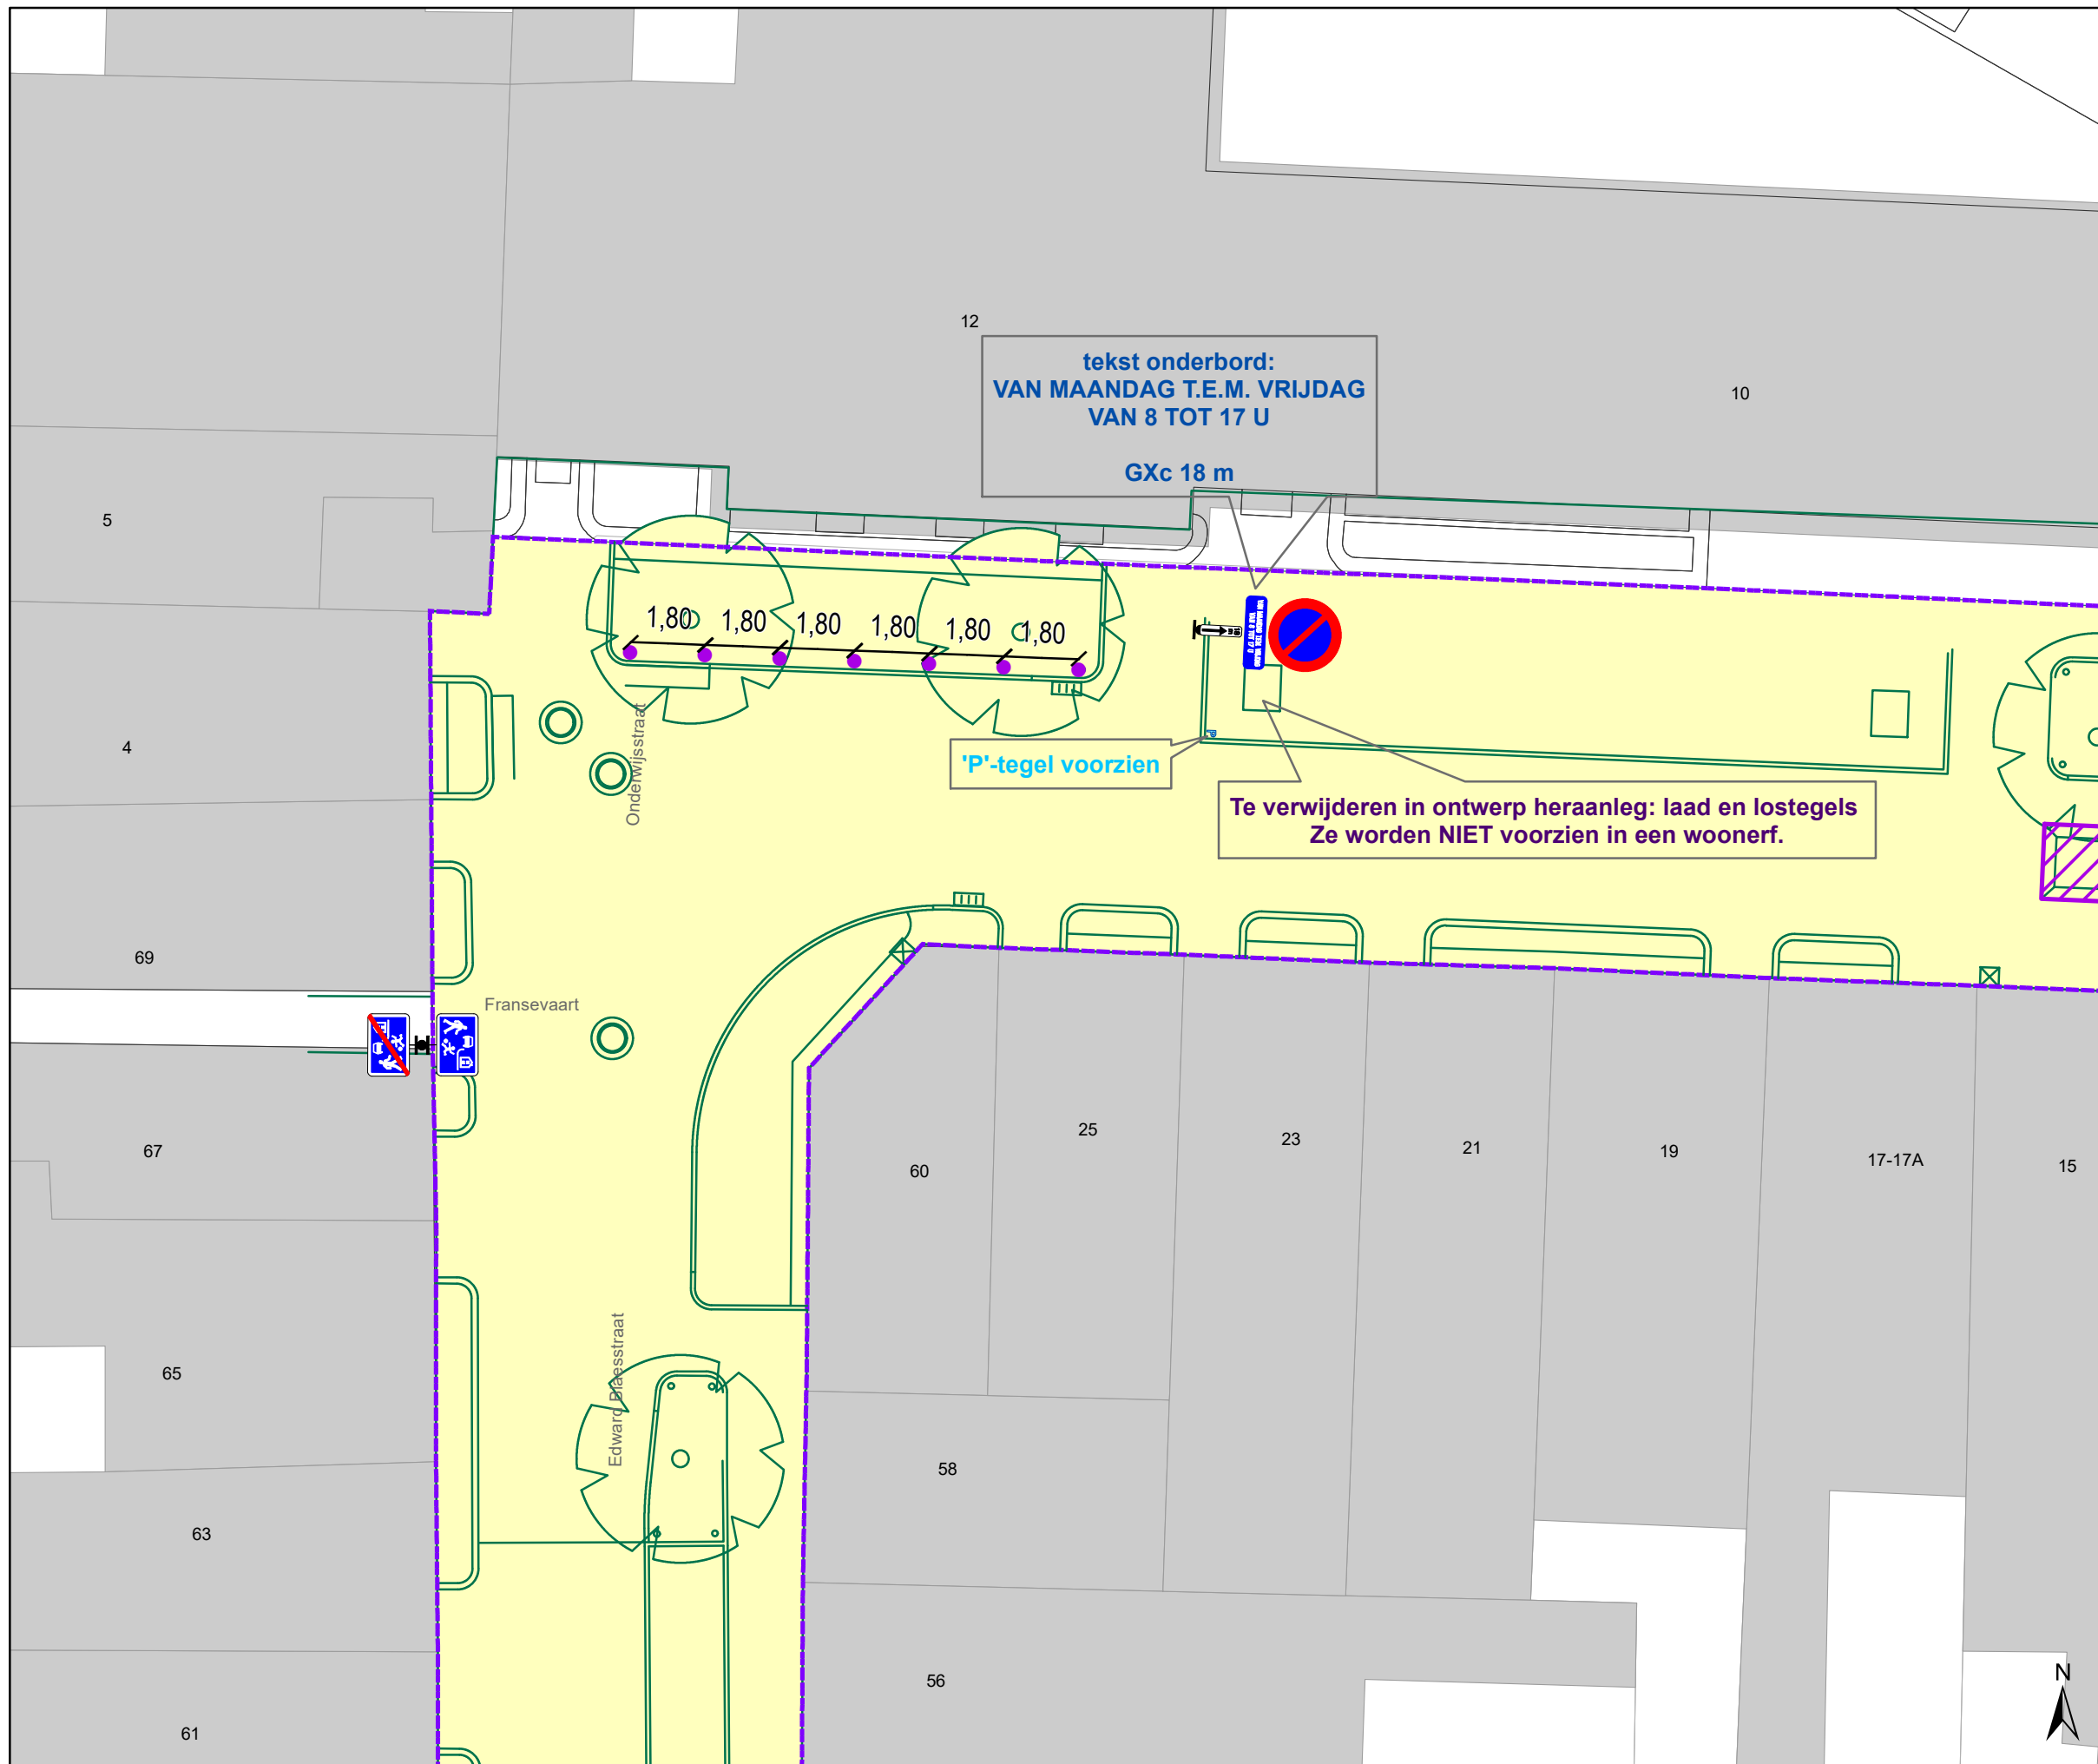 12
10
tekst onderbord:
VAN MAANDAG T.E.M. VRIJDAG
VAN 8 TOT 17 U
GXc 18 m
5
1,80
1,80
1,80
1,80
1,80
1,80
Onderwijsstraat
4
'P'-tegel voorzien
Te verwijderen in ontwerp heraanleg: laad en lostegels
Ze worden NIET voorzien in een woonerf.
69
Fransevaart
67
60
25
23
21
19
17-17A
15
65
Edward Blaesstraat
58
63
56
61
N